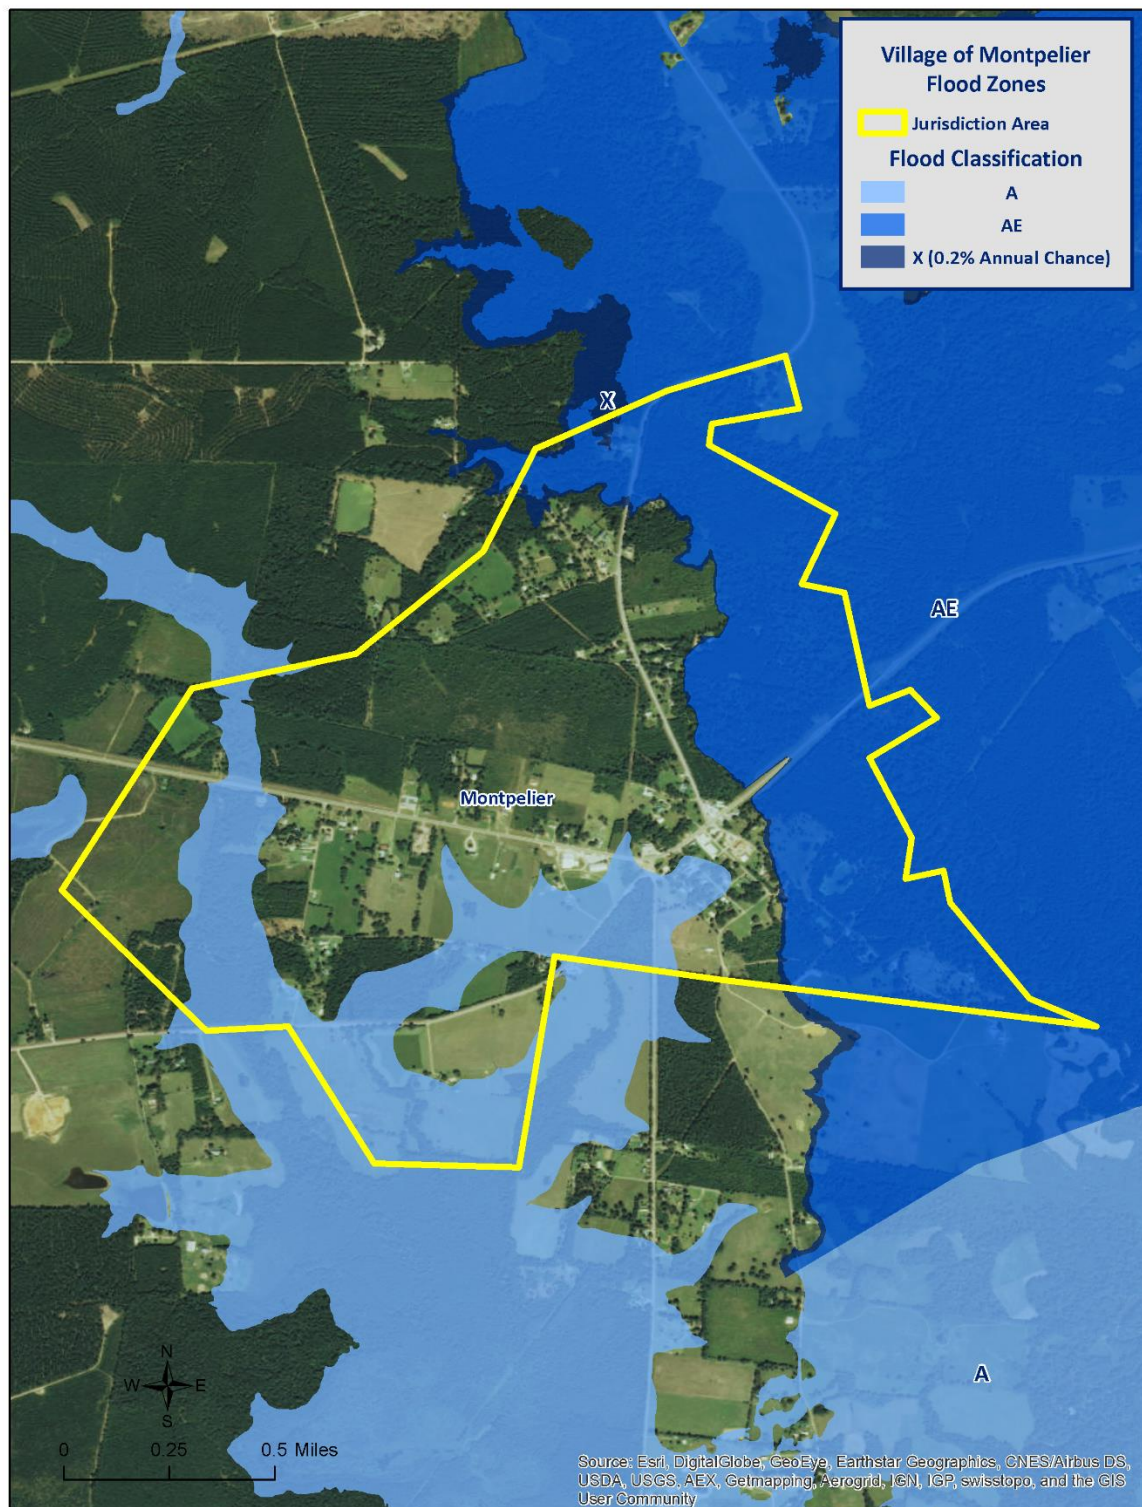 Village of Montpelier
Flood Zones
Jurisdiction Area
Flood Classification
A
AE
X (0.2% Annual Chance)
X
AE
Montpelier
A
N
W E
S
0 0.25 0.5 Miles
Source: Esri, DigitalGlobe, GeoEye, Earthstar Geographics, CNES/Airbus DS,
USDA, USGS, AEX, Getmapping, Aerogrid, IGN, IGP, swisstopo, and the GIS
User Community